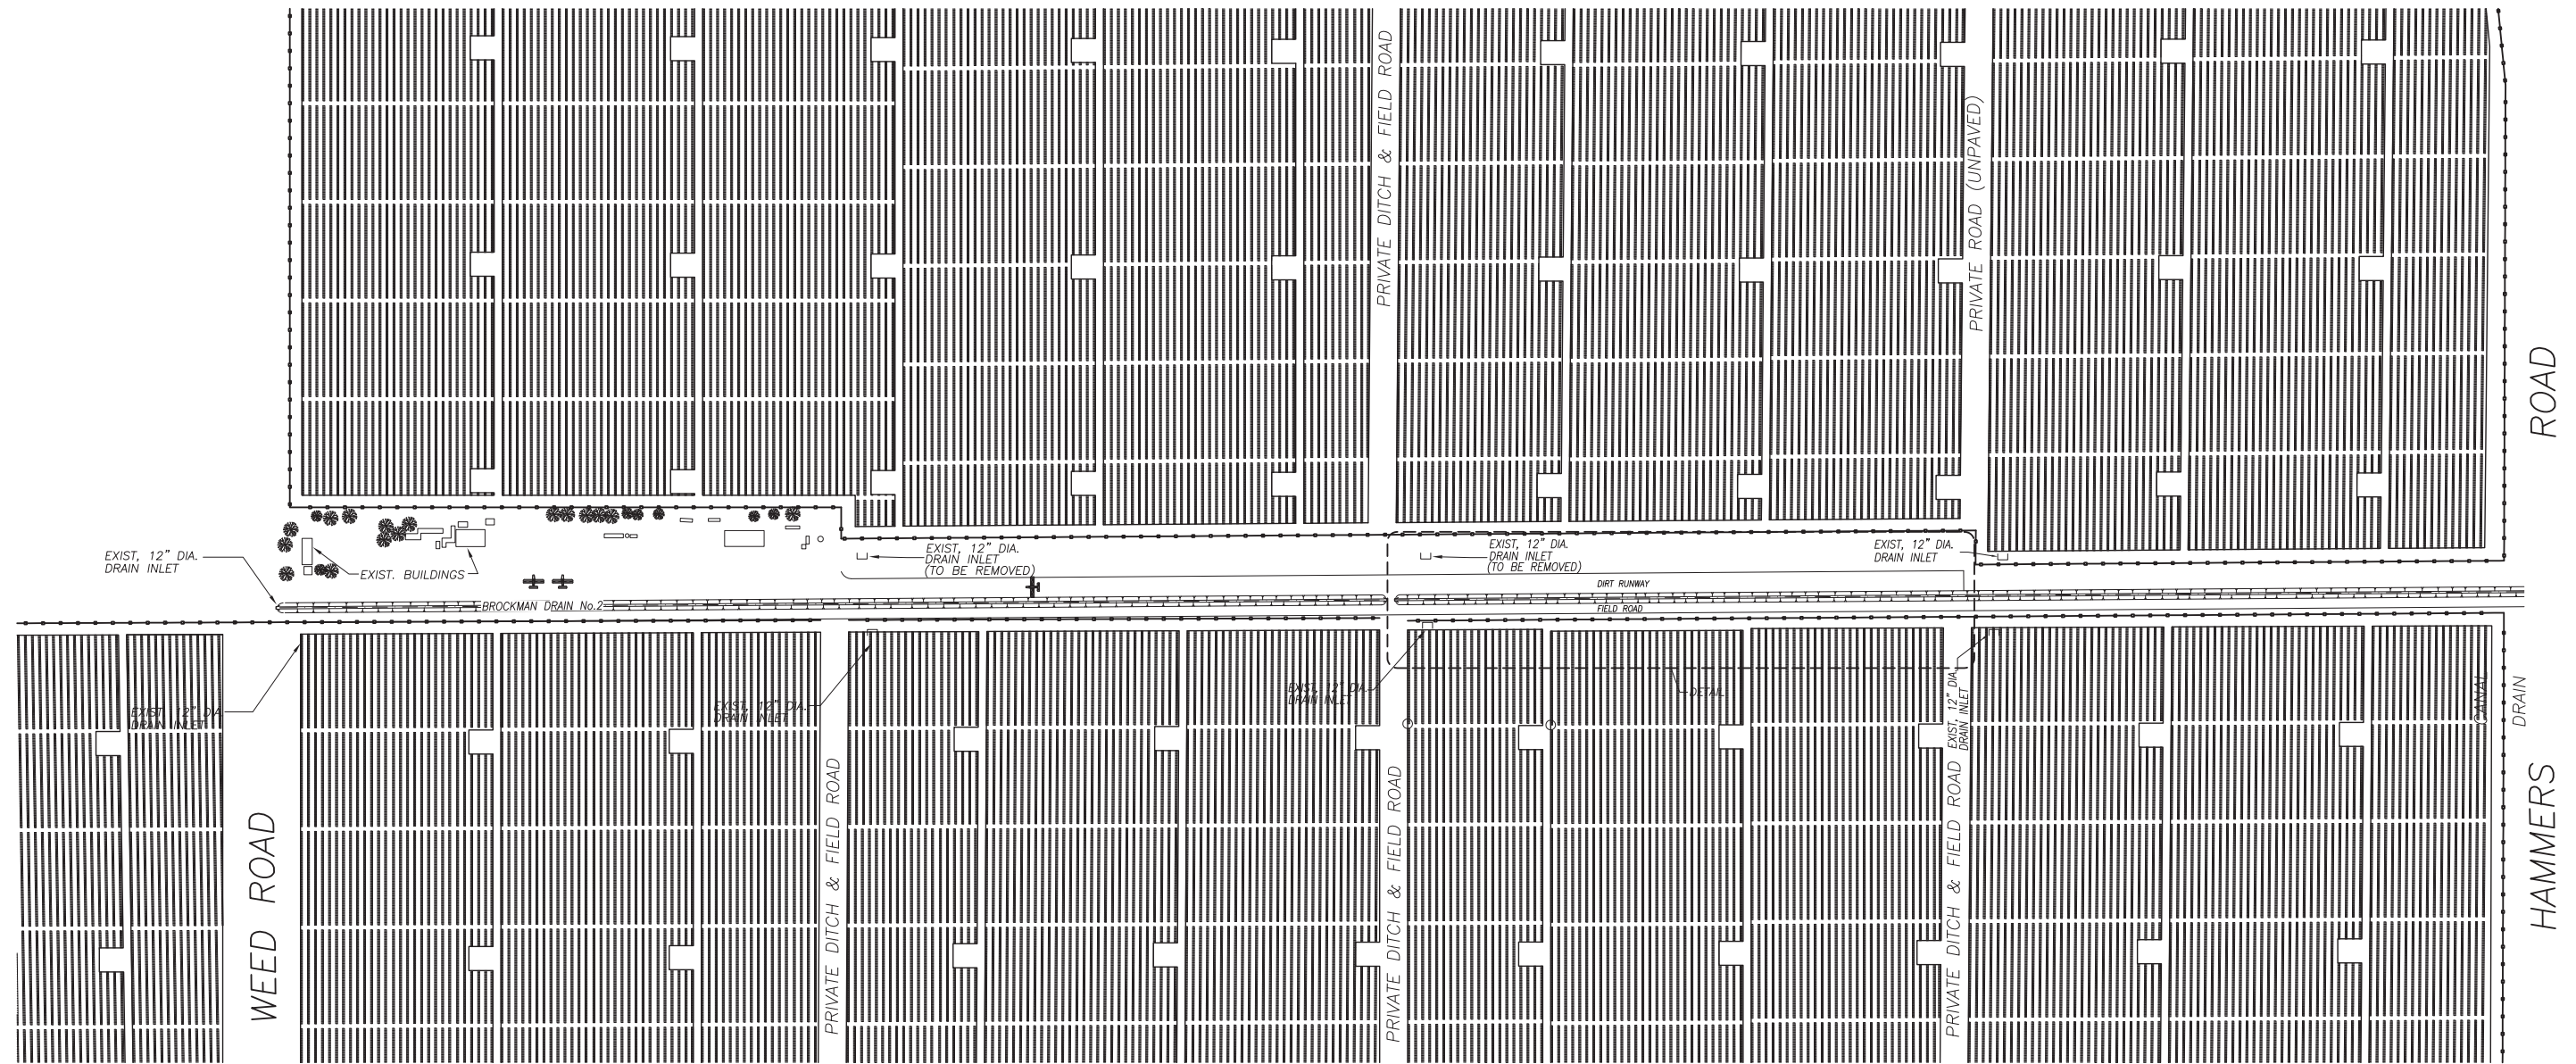 PRIVATE DITCH & FIELD ROAD
PRIVATE ROAD (UNPAVED)
ROAD
EXIST, 12" DIA.
DRAIN INLET
EXIST. BUILDINGS
EXIST, 12" DIA.
DRAIN INLET
(TO BE REMOVED)
EXIST, 12" DIA.
DRAIN INLET
(TO BE REMOVED)
EXIST, 12" DIA.
DRAIN INLET
DIRT RUNWAY
BROCKMAN DRAIN No.2
FIELD ROAD
EXIST, 12" DIA
DRAIN INLET
EXIST, 12" DIA.
DRAIN INLET
EXIST, 12" DIA.
DRAIN INLET
DETAIL
EXIST, 12" DIA.
DRAIN INLET
CANAL
DRAIN
WEED ROAD
PRIVATE DITCH & FIELD ROAD
PRIVATE DITCH & FIELD ROAD
PRIVATE DITCH & FIELD ROAD
HAMMERS